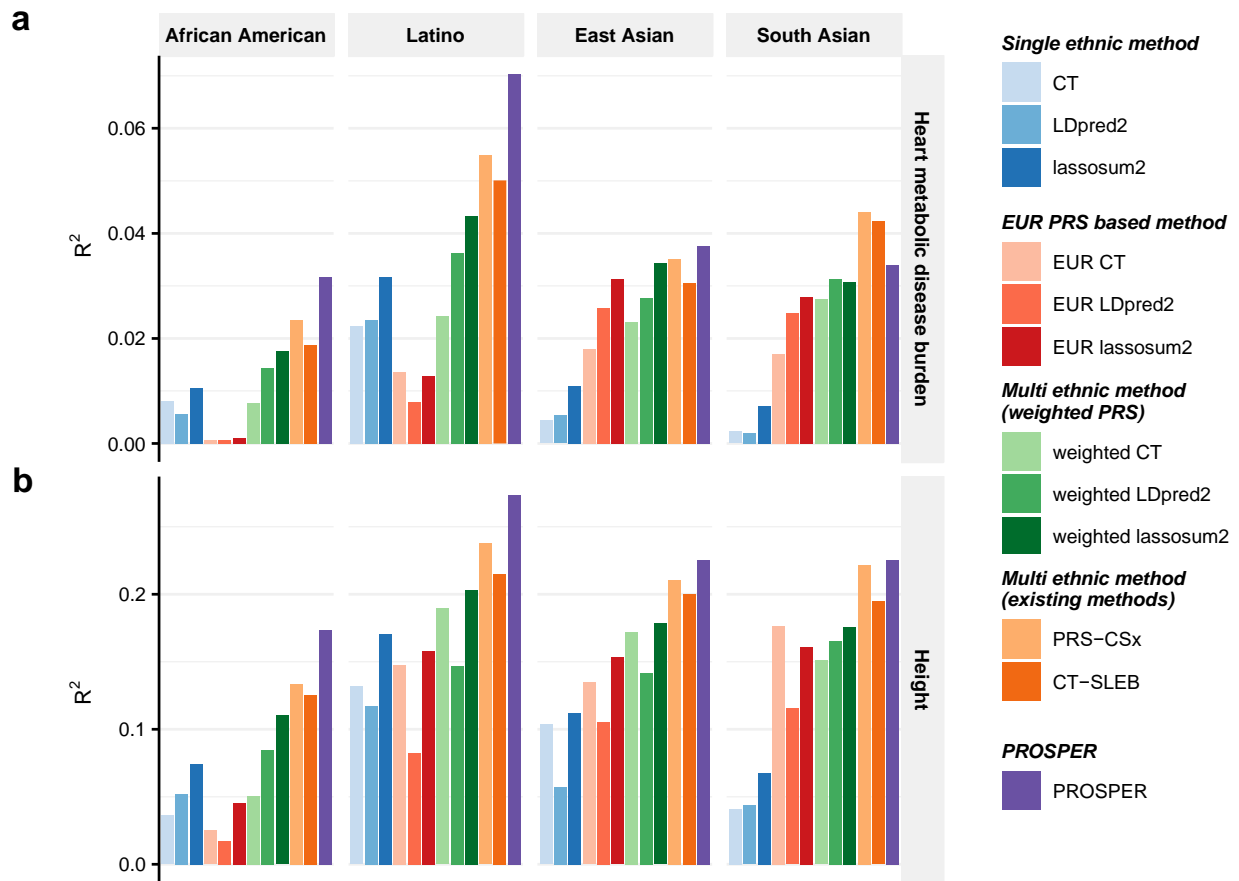 a
African American
Latino
East Asian
South Asian
R²
0.06
0.04
0.02
0.00
Heart metabolic disease burden
b
R²
0.2
0.1
0.0
Height
Single ethnic method
CT
LDpred2
lassosum2
EUR PRS based method
EUR CT
EUR LDpred2
EUR lassosum2
Multi ethnic method
(weighted PRS)
weighted CT
weighted LDpred2
weighted lassosum2
Multi ethnic method
(existing methods)
PRS−CSx
CT−SLEB
PROSPER
PROSPER